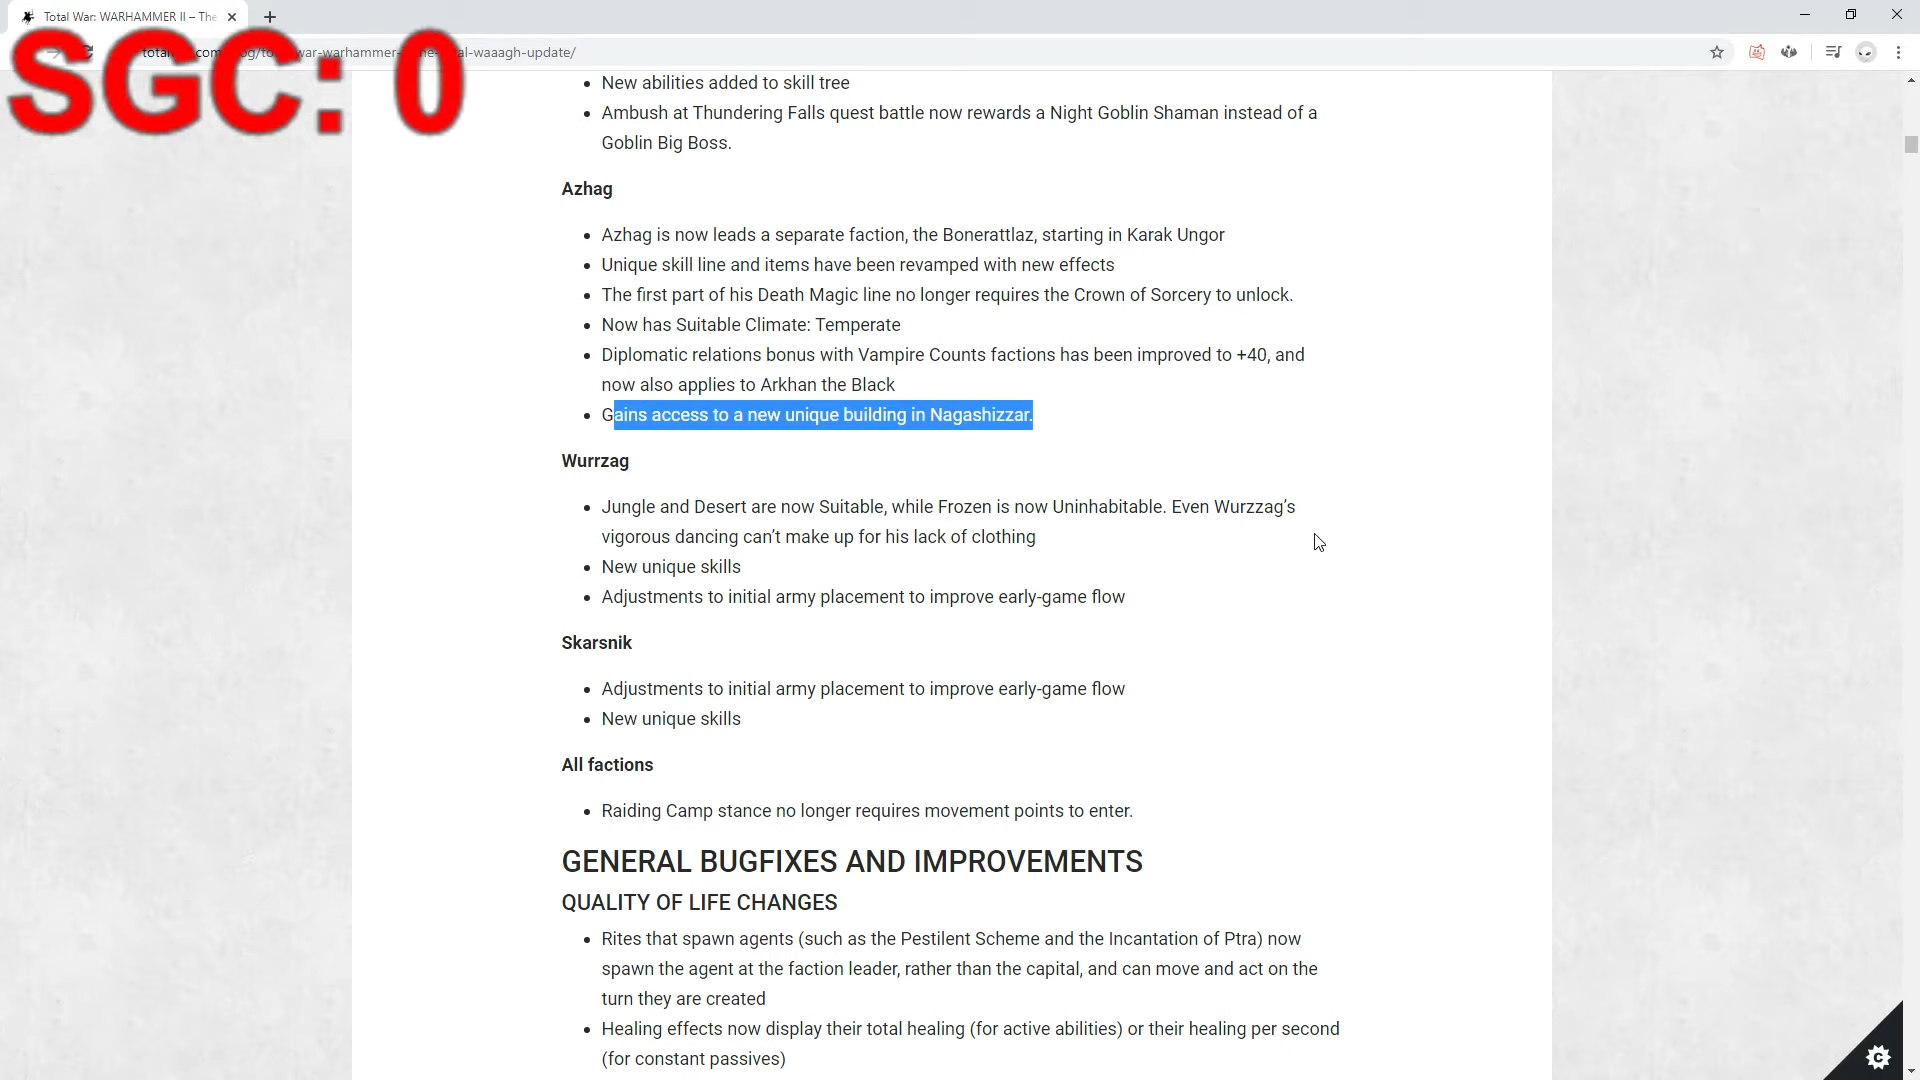 Total War: WARHAMMER II – The
SGC: 0
war-warhammer-
al-waaagh-update/
New abilities added to skill tree
Ambush at Thundering Falls quest battle now rewards a Night Goblin Shaman instead of a
Goblin Big Boss.
Azhag
Azhag is now leads a separate faction, the Bonerattlaz, starting in Karak Ungor
Unique skill line and items have been revamped with new effects
The first part of his Death Magic line no longer requires the Crown of Sorcery to unlock.
Now has Suitable Climate: Temperate
Diplomatic relations bonus with Vampire Counts factions has been improved to +40, and
now also applies to Arkhan the Black
Gains access to a new unique building in Nagashizzar.
Wurrzag
Jungle and Desert are now Suitable, while Frozen is now Uninhabitable. Even Wurzzag’s
vigorous dancing can’t make up for his lack of clothing
New unique skills
Adjustments to initial army placement to improve early-game flow
Skarsnik
Adjustments to initial army placement to improve early-game flow
New unique skills
All factions
Raiding Camp stance no longer requires movement points to enter.
GENERAL BUGFIXES AND IMPROVEMENTS
QUALITY OF LIFE CHANGES
Rites that spawn agents (such as the Pestilent Scheme and the Incantation of Ptra) now
spawn the agent at the faction leader, rather than the capital, and can move and act on the
turn they are created
Healing effects now display their total healing (for active abilities) or their healing per second
(for constant passives)